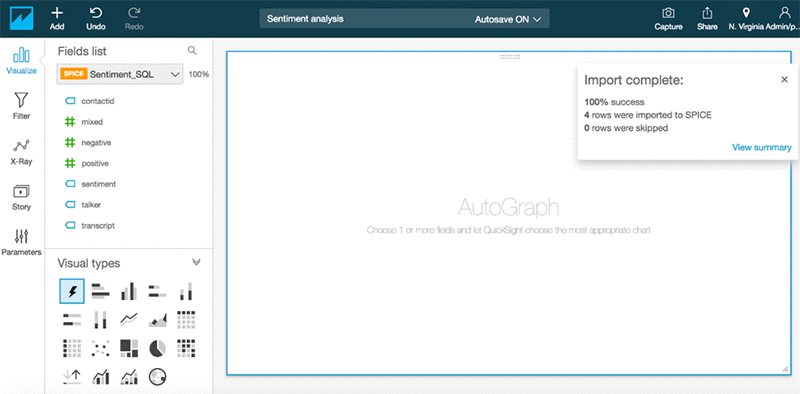 Add
Undo
Redo
Sentiment analysis
Autosave ON
Capture
Share
N. Virginia
Admin/p...
Visualize
Filter
X-Ray
Story
Parameters
Fields list
SPICE
Sentiment_SQL
100%
contactid
mixed
negative
positive
sentiment
talker
transcript
Visual types
Import complete:
100% success
4 rows were imported to SPICE
0 rows were skipped
View summary
AutoGraph
Choose 1 or more fields and let QuickSight choose the most appropriate chart